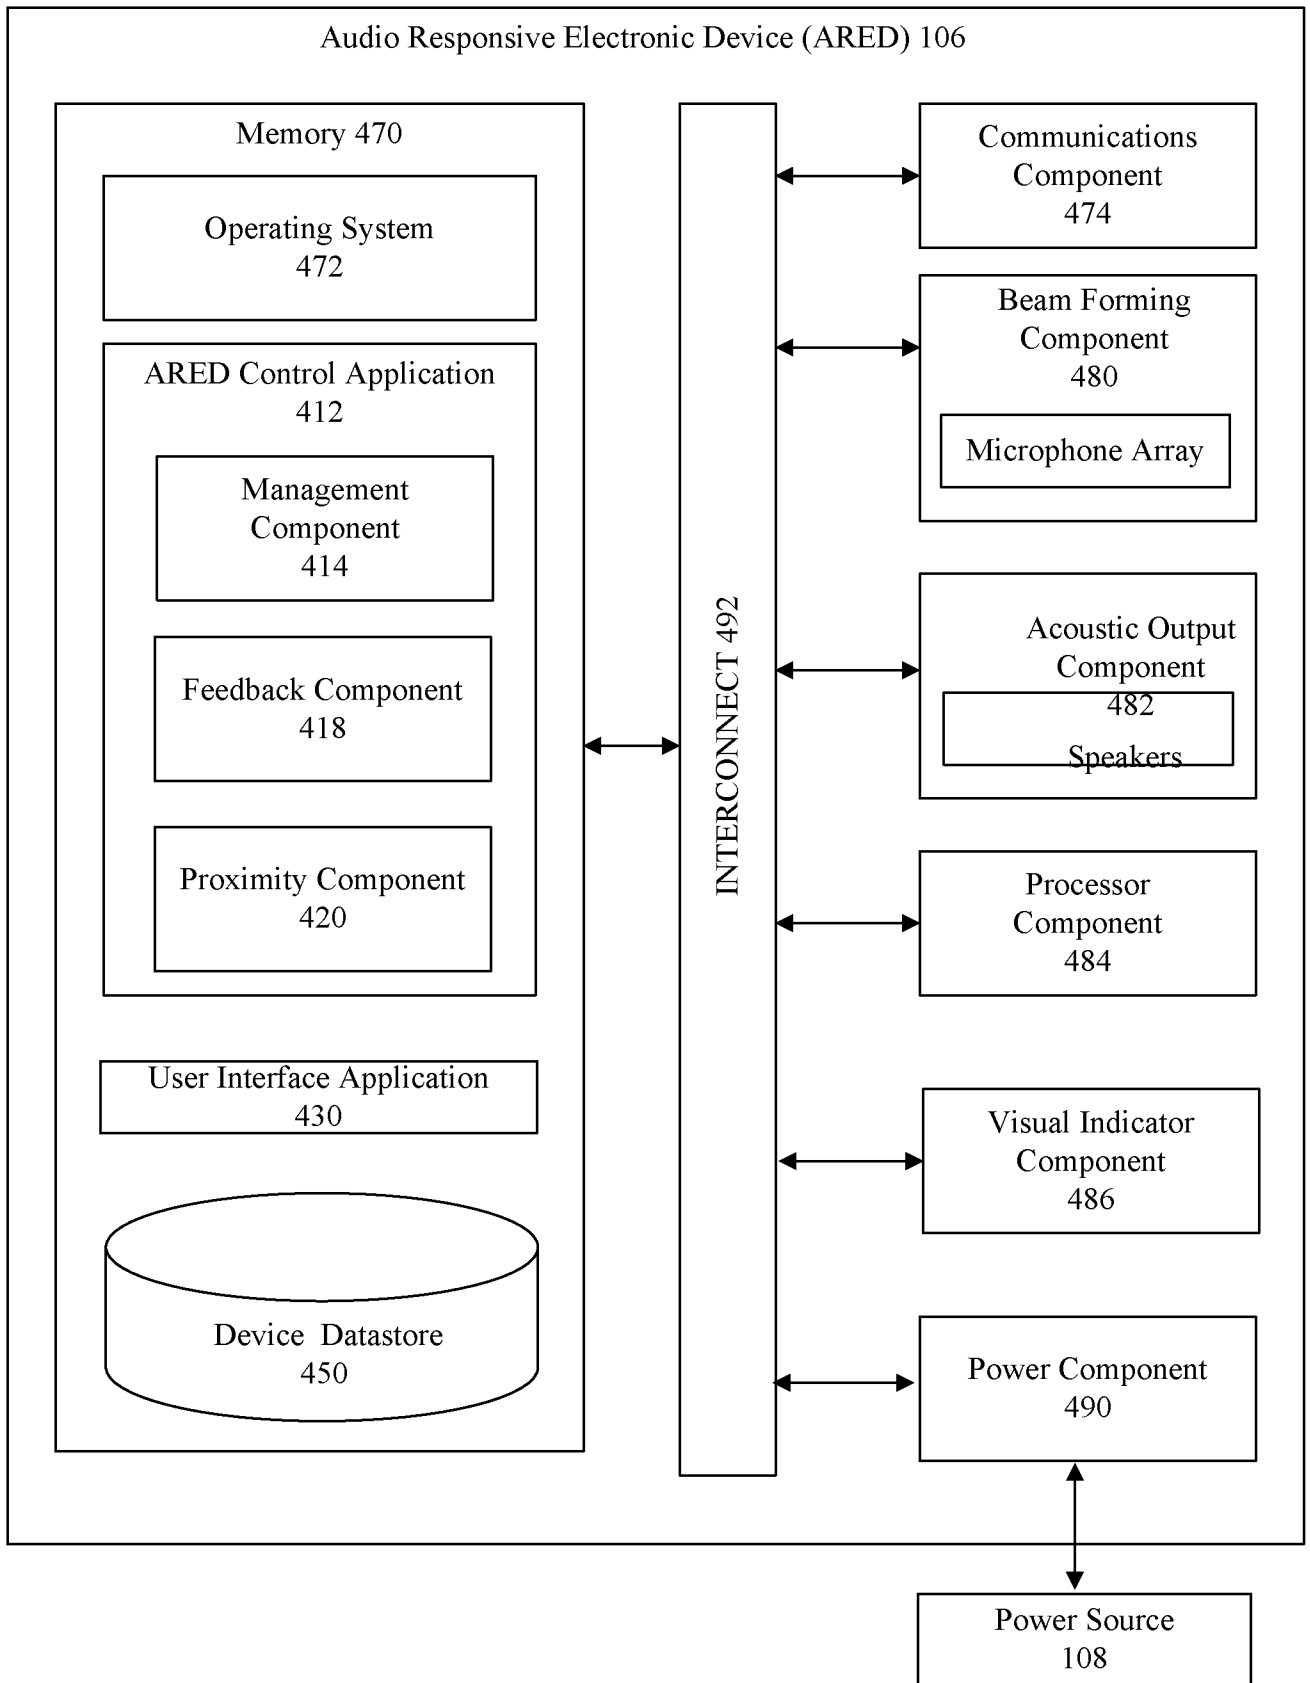 Audio Responsive Electronic Device (ARED) 106
Memory 470
Operating System
472
ARED Control Application
412
Management
Component
414
Feedback Component
418
Proximity Component
420
User Interface Application
430
Device Datastore
450
INTERCONNECT 492
Communications
Component
474
Beam Forming
Component
480
Microphone Array
Acoustic Output
Component
482
Speakers
Processor
Component
484
Visual Indicator
Component
486
Power Component
490
Power Source
108